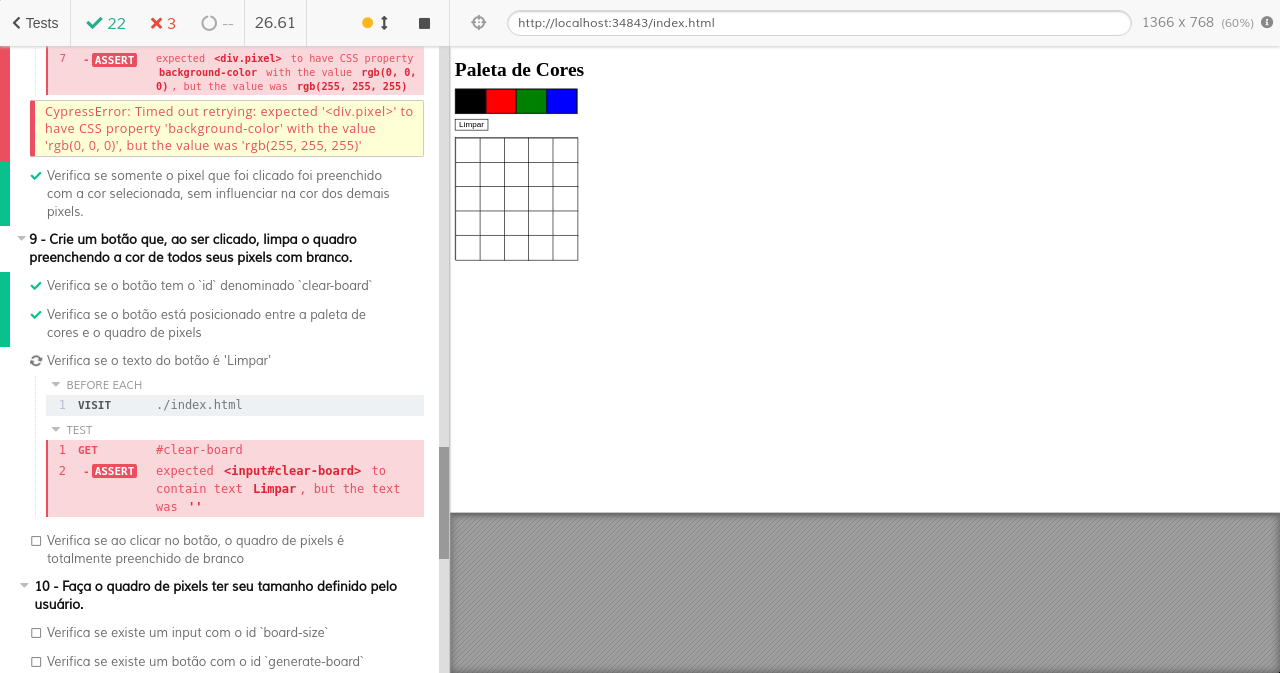 Tests 22 3 -- 26.61 http://localhost:34843/index.html 1366 x 768 (60%)
7 - ASSERT expected <div.pixel> to have CSS property
background-color with the value rgb(0, 0,
0) , but the value was rgb(255, 255, 255)
CypressError: Timed out retrying: expected '<div.pixel>' to
have CSS property 'background-color' with the value
'rgb(0, 0, 0)', but the value was 'rgb(255, 255, 255)'
Verifica se somente o pixel que foi clicado foi preenchido
com a cor selecionada, sem influenciar na cor dos demais
pixels.
9 - Crie um botão que, ao ser clicado, limpa o quadro
preenchendo a cor de todos seus pixels com branco.
Verifica se o botão tem o `id` denominado `clear-board`
Verifica se o botão está posicionado entre a paleta de
cores e o quadro de pixels
Verifica se o texto do botão é 'Limpar'
BEFORE EACH
1 VISIT ./index.html
TEST
1 GET #clear-board
2 - ASSERT expected <input#clear-board> to
contain text Limpar , but the text
was ''
Verifica se ao clicar no botão, o quadro de pixels é
totalmente preenchido de branco
10 - Faça o quadro de pixels ter seu tamanho definido pelo
usuário.
Verifica se existe um input com o id `board-size`
Verifica se existe um botão com o id `generate-board`
Paleta de Cores
Limpar